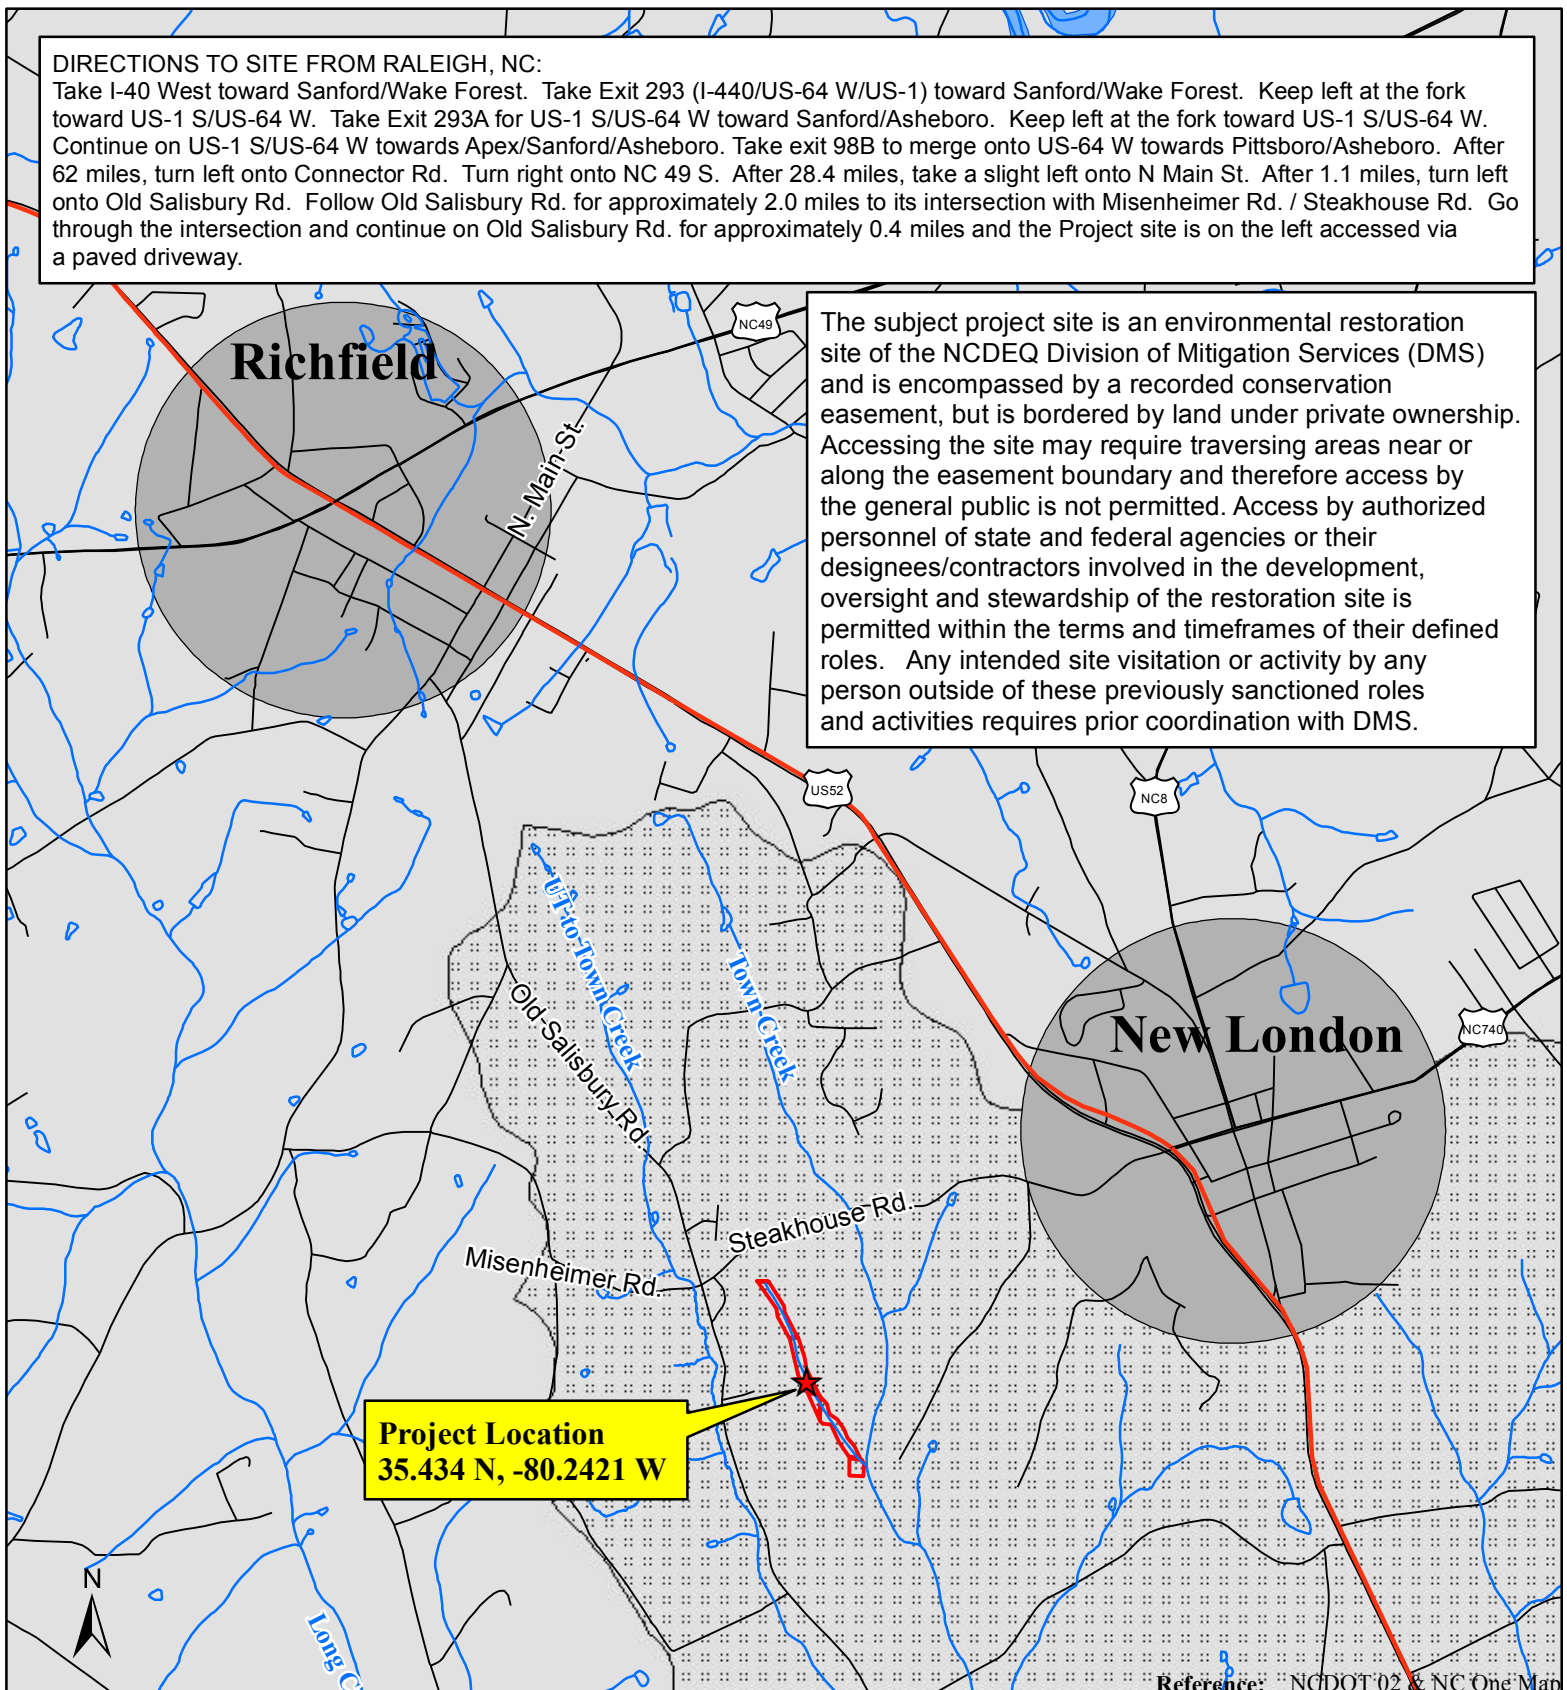 DIRECTIONS TO SITE FROM RALEIGH, NC:
Take I-40 West toward Sanford/Wake Forest. Take Exit 293 (I-440/US-64 W/US-1) toward Sanford/Wake Forest. Keep left at the fork
toward US-1 S/US-64 W. Take Exit 293A for US-1 S/US-64 W toward Sanford/Asheboro. Keep left at the fork toward US-1 S/US-64 W.
Continue on US-1 S/US-64 W towards Apex/Sanford/Asheboro. Take exit 98B to merge onto US-64 W towards Pittsboro/Asheboro. After
62 miles, turn left onto Connector Rd. Turn right onto NC 49 S. After 28.4 miles, take a slight left onto N Main St. After 1.1 miles, turn left
onto Old Salisbury Rd. Follow Old Salisbury Rd. for approximately 2.0 miles to its intersection with Misenheimer Rd. / Steakhouse Rd. Go
through the intersection and continue on Old Salisbury Rd. for approximately 0.4 miles and the Project site is on the left accessed via
a paved driveway.
The subject project site is an environmental restoration
site of the NCDEQ Division of Mitigation Services (DMS)
and is encompassed by a recorded conservation
easement, but is bordered by land under private ownership.
Accessing the site may require traversing areas near or
along the easement boundary and therefore access by
the general public is not permitted. Access by authorized
personnel of state and federal agencies or their
designees/contractors involved in the development,
oversight and stewardship of the restoration site is
permitted within the terms and timeframes of their defined
roles. Any intended site visitation or activity by any
person outside of these previously sanctioned roles
and activities requires prior coordination with DMS.
NC49
Richfield
N. Main St.
US52
NC8
UT to Town Creek
Town Creek
Old Salisbury Rd.
New London
NC740
Steakhouse Rd.
Misenheimer Rd.
Project Location
35.434 N, -80.2421 W
N
Long
Reference: NCDOT 02 & NC One Map